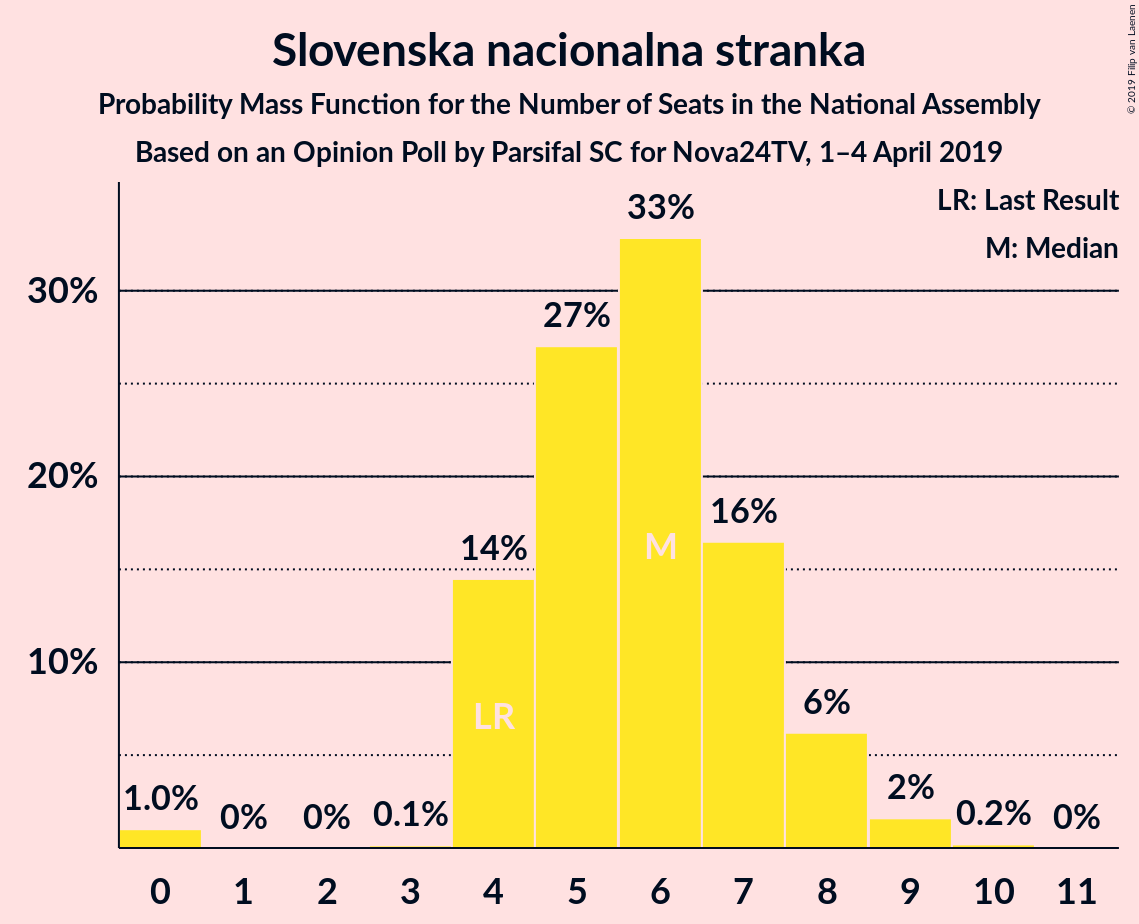 Slovenska nacionalna stranka
Probability Mass Function for the Number of Seats in the National Assembly
Based on an Opinion Poll by Parsifal SC for Nova24TV, 1–4 April 2019
© 2019 Filip van Laenen
LR: Last Result
M: Median
30%
20%
10%
1.0%
0%
0%
0.1%
14%
27%
33%
16%
6%
2%
0.2%
0%
LR
M
0 1 2 3 4 5 6 7 8 9 10 11